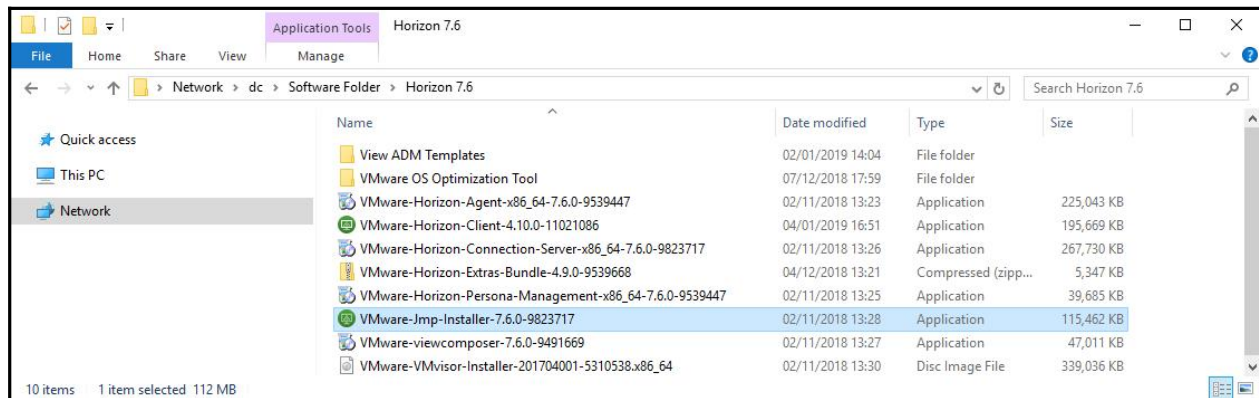 Application Tools Horizon 7.6
File Home Share View Manage
Network > dc > Software Folder > Horizon 7.6 Search Horizon 7.6
Quick access
This PC
Network
Name Date modified Type Size
View ADM Templates 02/01/2019 14:04 File folder
VMware OS Optimization Tool 07/12/2018 17:59 File folder
VMware-Horizon-Agent-x86_64-7.6.0-9539447 02/11/2018 13:23 Application 225,043 KB
VMware-Horizon-Client-4.10.0-11021086 04/01/2019 16:51 Application 195,669 KB
VMware-Horizon-Connection-Server-x86_64-7.6.0-9823717 02/11/2018 13:26 Application 267,730 KB
VMware-Horizon-Extras-Bundle-4.9.0-9539668 04/12/2018 13:21 Compressed (zipp... 5,347 KB
VMware-Horizon-Persona-Management-x86_64-7.6.0-9539447 02/11/2018 13:25 Application 39,685 KB
VMware-Jmp-Installer-7.6.0-9823717 02/11/2018 13:28 Application 115,462 KB
VMware-viewcomposer-7.6.0-9491669 02/11/2018 13:27 Application 47,011 KB
VMware-VMvisor-Installer-201704001-5310538.x86_64 02/11/2018 13:30 Disc Image File 339,036 KB
10 items 1 item selected 112 MB